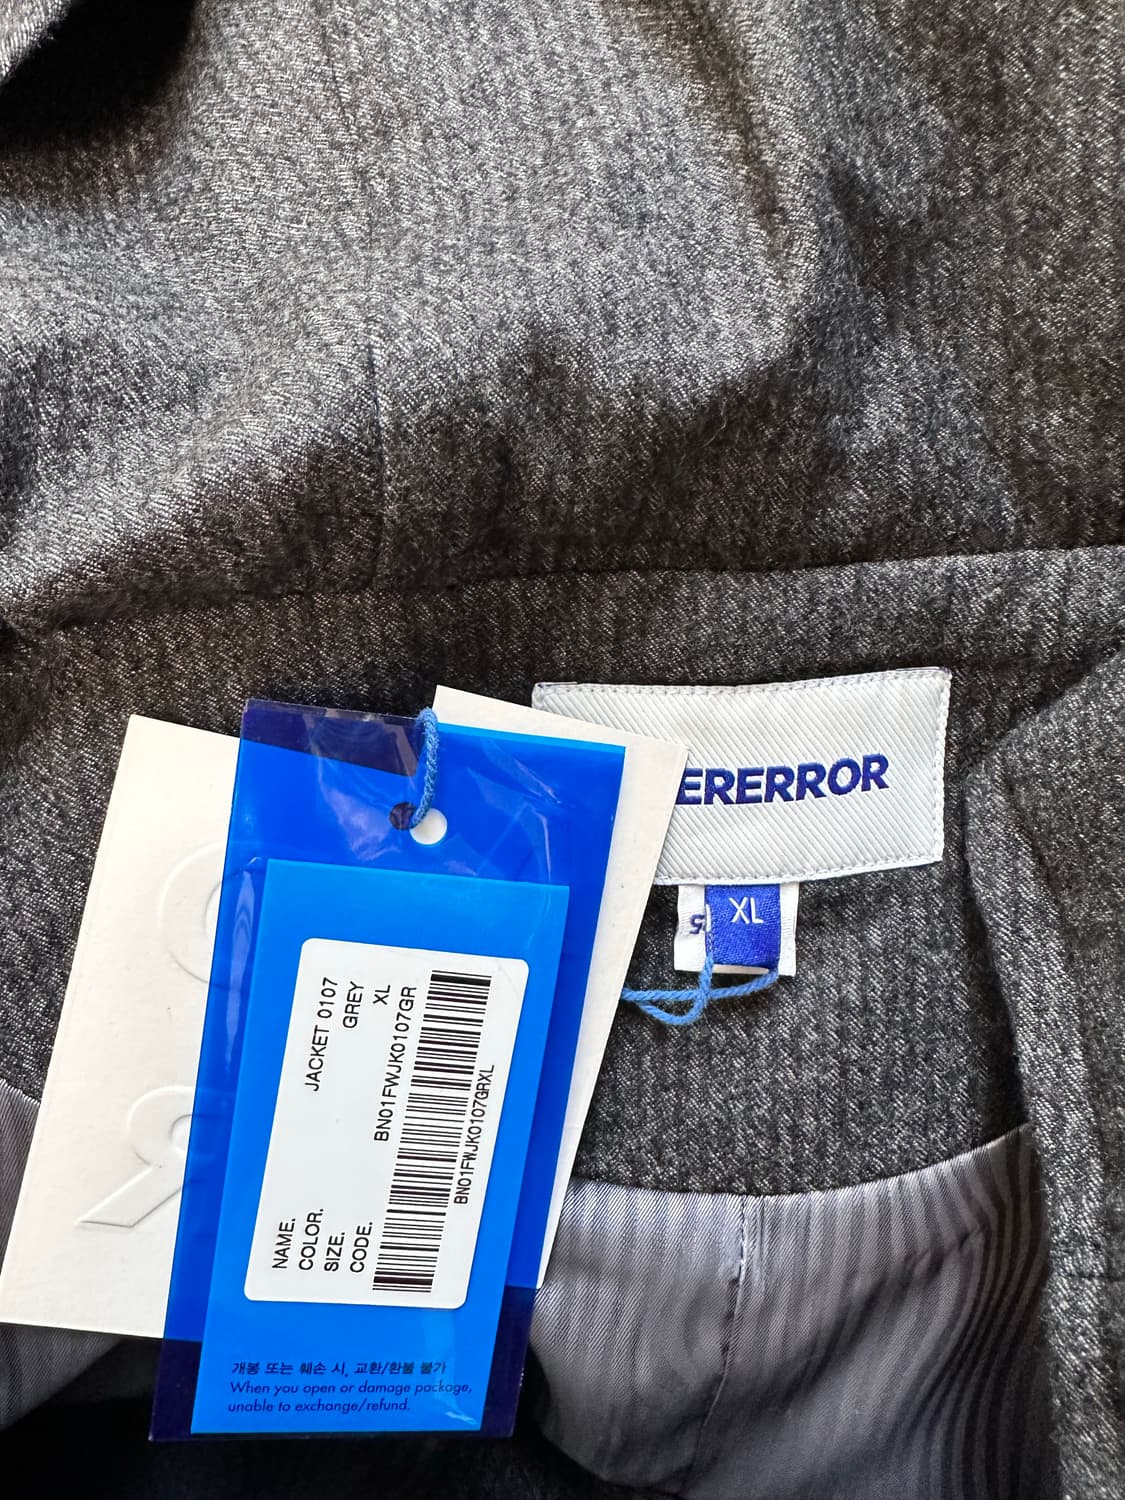 ERERROR
XL
NAME. JACKET 0107
COLOR. GREY
SIZE. XL
CODE. BN01FWJK0107GR
BN01FWJK0107GRXL
개봉 또는 훼손 시, 교환/환불 불가
When you open or damage package,
unable to exchange/refund.